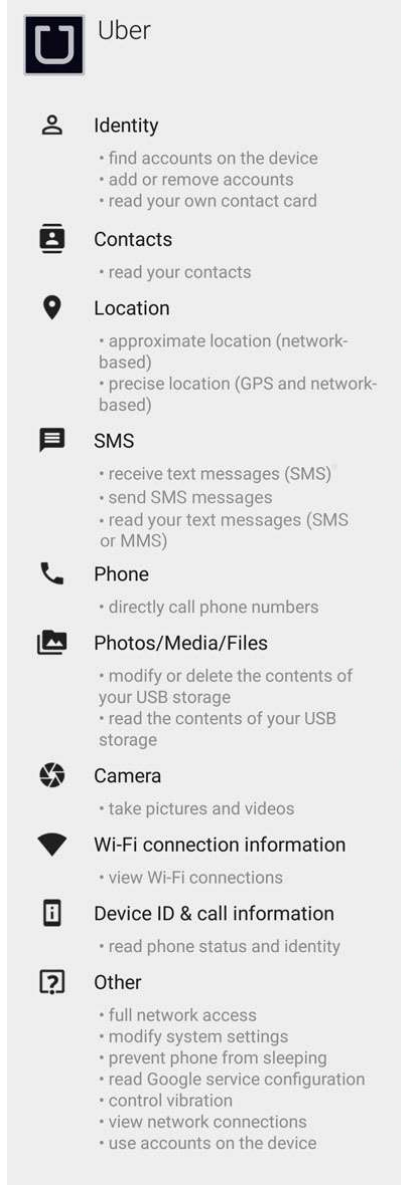 Uber
Identity
• find accounts on the device
• add or remove accounts
• read your own contact card
Contacts
• read your contacts
Location
• approximate location (network-
based)
• precise location (GPS and network-
based)
SMS
• receive text messages (SMS)
• send SMS messages
• read your text messages (SMS
or MMS)
Phone
• directly call phone numbers
Photos/Media/Files
• modify or delete the contents of
your USB storage
• read the contents of your USB
storage
Camera
• take pictures and videos
Wi-Fi connection information
• view Wi-Fi connections
Device ID & call information
• read phone status and identity
Other
• full network access
• modify system settings
• prevent phone from sleeping
• read Google service configuration
• control vibration
• view network connections
• use accounts on the device